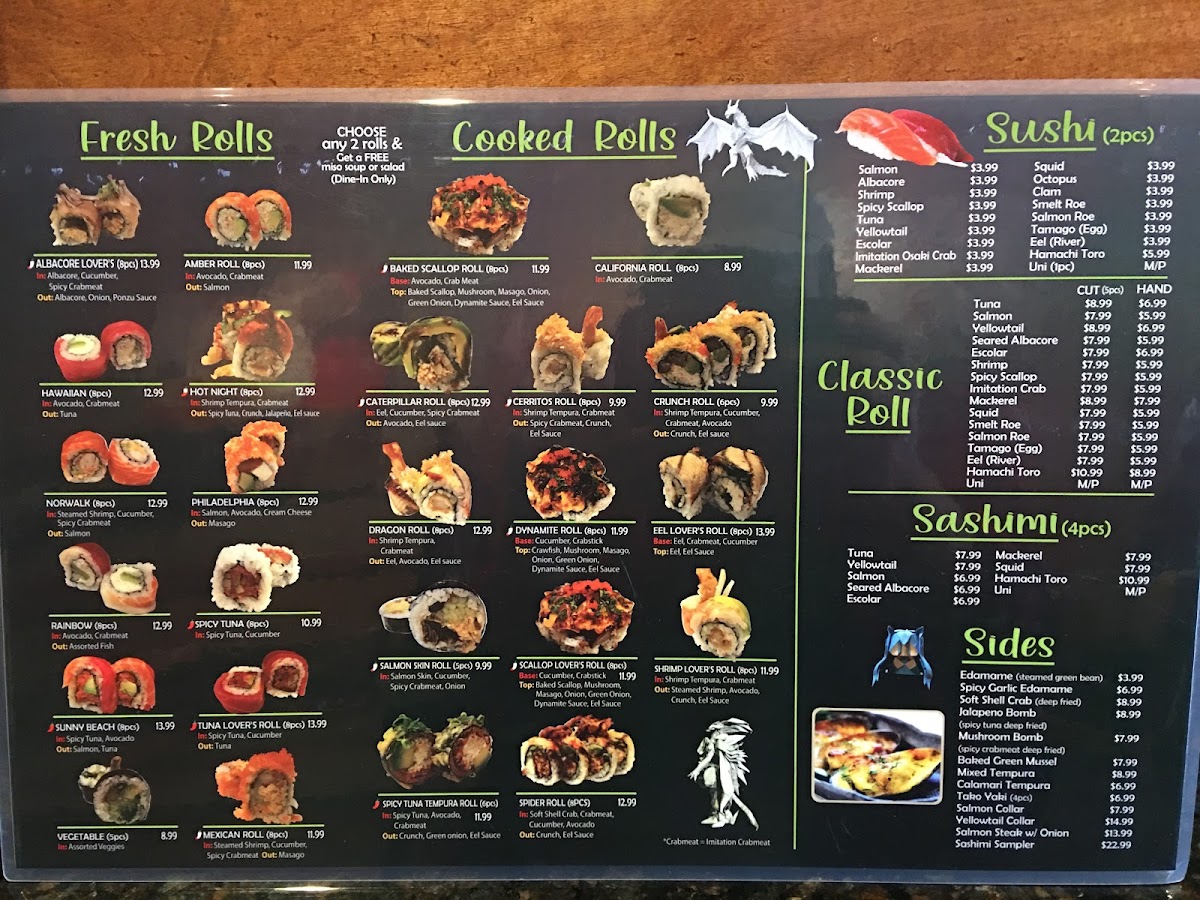 Fresh Rolls
CHOOSE
any 2 rolls &
Get a FREE
miso soup or salad
(Dine-In Only)
ALBACORE LOVER'S (8pcs) 13.99
In: Albacore, Cucumber,
Spicy Crabmeat
Out: Albacore, Onion, Ponzu Sauce
AMBER ROLL (8pcs) 11.99
In: Avocado, Crabmeat
Out: Salmon
HAWAIIAN (8pcs) 12.99
In: Avocado, Crabmeat
Out: Tuna
HOT NIGHT (8pcs) 12.99
In: Shrimp Tempura, Crabmeat
Out: Spicy Tuna, Crunch, Jalapeño, Eel sauce
NORWALK (8pcs) 12.99
In: Steamed Shrimp, Cucumber,
Spicy Crabmeat
Out: Salmon
PHILADELPHIA (8pcs) 12.99
In: Salmon, Avocado, Cream Cheese
Out: Masago
RAINBOW (8pcs) 12.99
In: Avocado, Crabmeat
Out: Assorted Fish
SPICY TUNA (8pcs) 10.99
In: Spicy Tuna, Cucumber
SUNNY BEACH (8pcs) 13.99
In: Spicy Tuna, Avocado
Out: Salmon, Tuna
TUNA LOVER'S ROLL (8pcs) 13.99
In: Spicy Tuna, Cucumber
Out: Tuna
VEGETABLE (5pcs) 8.99
In: Assorted Veggies
MEXICAN ROLL (8pcs) 11.99
In: Steamed Shrimp, Cucumber,
Spicy Crabmeat Out: Masago
Cooked Rolls
BAKED SCALLOP ROLL (8pcs) 11.99
Base: Avocado, Crab Meat
Top: Baked Scallop, Mushroom, Masago, Onion,
Green Onion, Dynamite Sauce, Eel Sauce
CALIFORNIA ROLL (8pcs) 8.99
In: Avocado, Crabmeat
CATERPILLAR ROLL (8pcs) 12.99
In: Eel, Cucumber, Spicy Crabmeat
Out: Avocado, Eel sauce
CERRITOS ROLL (8pcs) 9.99
In: Shrimp Tempura, Crabmeat
Out: Spicy Crabmeat, Crunch,
Eel Sauce
CRUNCH ROLL (6pcs) 9.99
In: Shrimp Tempura, Cucumber,
Crabmeat, Avocado
Out: Crunch, Eel sauce
DRAGON ROLL (8pcs) 12.99
In: Shrimp Tempura,
Crabmeat
Out: Eel, Avocado, Eel sauce
DYNAMITE ROLL (8pcs) 11.99
Base: Cucumber, Crabstick
Top: Crawfish, Mushroom, Masago,
Onion, Green Onion,
Dynamite Sauce, Eel Sauce
EEL LOVER'S ROLL (8pcs) 13.99
Base: Eel, Crabmeat, Cucumber
Top: Eel, Eel Sauce
SALMON SKIN ROLL (5pcs) 9.99
In: Salmon Skin, Cucumber,
Spicy Crabmeat, Onion
SCALLOP LOVER'S ROLL (8pcs)
Base: Cucumber, Crabstick 11.99
Top: Baked Scallop, Mushroom,
Masago, Onion, Green Onion,
Dynamite Sauce, Eel Sauce
SHRIMP LOVER'S ROLL (8pcs) 11.99
In: Shrimp Tempura, Crabmeat
Out: Steamed Shrimp, Avocado,
Crunch, Eel Sauce
SPICY TUNA TEMPURA ROLL (6pcs)
In: Spicy Tuna, Avocado, 11.99
Crabmeat
Out: Crunch, Green onion, Eel Sauce
SPIDER ROLL (8PCS) 12.99
In: Soft Shell Crab, Crabmeat,
Cucumber, Avocado
Out: Crunch, Eel Sauce
*Crabmeat = Imitation Crabmeat
Sushi (2pcs)
Salmon $3.99
Albacore $3.99
Shrimp $3.99
Spicy Scallop $3.99
Tuna $3.99
Yellowtail $3.99
Escolar $3.99
Imitation Osaki Crab $3.99
Mackerel $3.99
Squid $3.99
Octopus $3.99
Clam $3.99
Smelt Roe $3.99
Salmon Roe $3.99
Tamago (Egg) $3.99
Eel (River) $3.99
Hamachi Toro $5.99
Uni (1pc) M/P
Classic
Roll
CUT (5pcs) HAND
Tuna $8.99 $6.99
Salmon $7.99 $5.99
Yellowtail $8.99 $6.99
Seared Albacore $7.99 $5.99
Escolar $7.99 $6.99
Shrimp $7.99 $5.99
Spicy Scallop $7.99 $5.99
Imitation Crab $7.99 $5.99
Mackerel $8.99 $7.99
Squid $7.99 $5.99
Smelt Roe $7.99 $5.99
Salmon Roe $7.99 $5.99
Tamago (Egg) $7.99 $5.99
Eel (River) $7.99 $5.99
Hamachi Toro $10.99 $8.99
Uni M/P M/P
Sashimi (4pcs)
Tuna $7.99
Yellowtail $7.99
Salmon $6.99
Seared Albacore $6.99
Escolar $6.99
Mackerel $7.99
Squid $7.99
Hamachi Toro $10.99
Uni M/P
Sides
Edamame (steamed green bean) $3.99
Spicy Garlic Edamame $6.99
Soft Shell Crab (deep fried) $8.99
Jalapeno Bomb $8.99
(spicy tuna deep fried)
Mushroom Bomb $7.99
(spicy crabmeat deep fried)
Baked Green Mussel $7.99
Mixed Tempura $8.99
Calamari Tempura $6.99
Tako Yaki (4pcs) $6.99
Salmon Collar $7.99
Yellowtail Collar $14.99
Salmon Steak w/ Onion $13.99
Sashimi Sampler $22.99